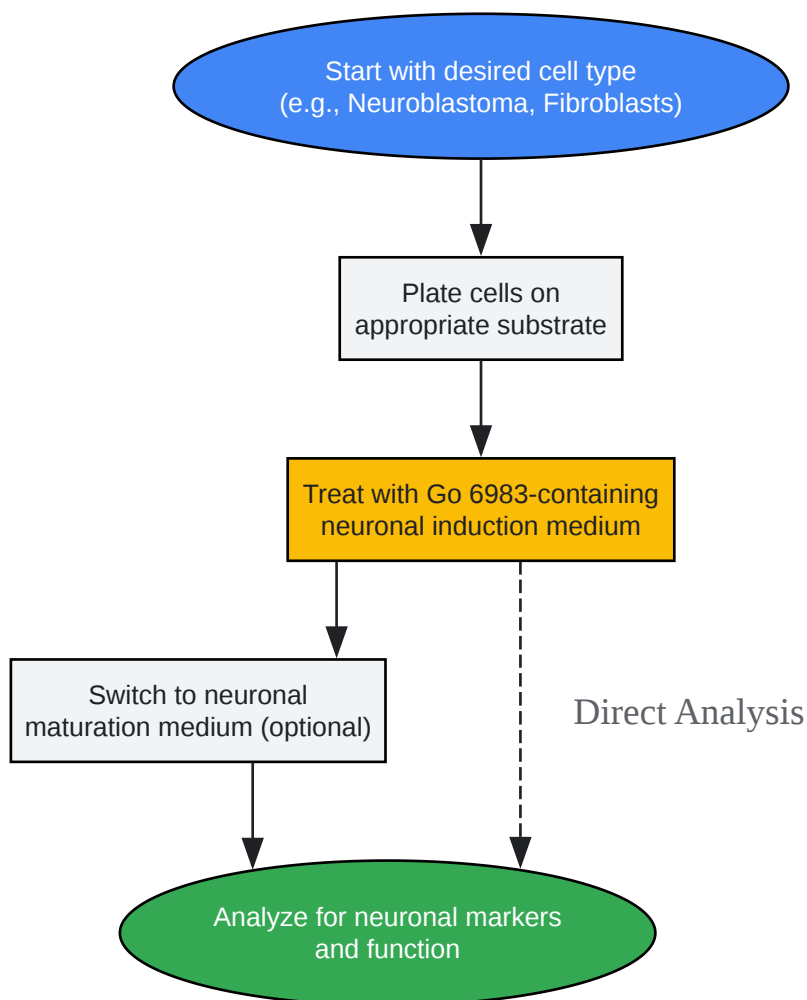 Start with desired cell type
(e.g., Neuroblastoma, Fibroblasts)
Plate cells on
appropriate substrate
Treat with Go 6983-containing
neuronal induction medium
Switch to neuronal
maturation medium (optional)
Direct Analysis
Analyze for neuronal markers
and function